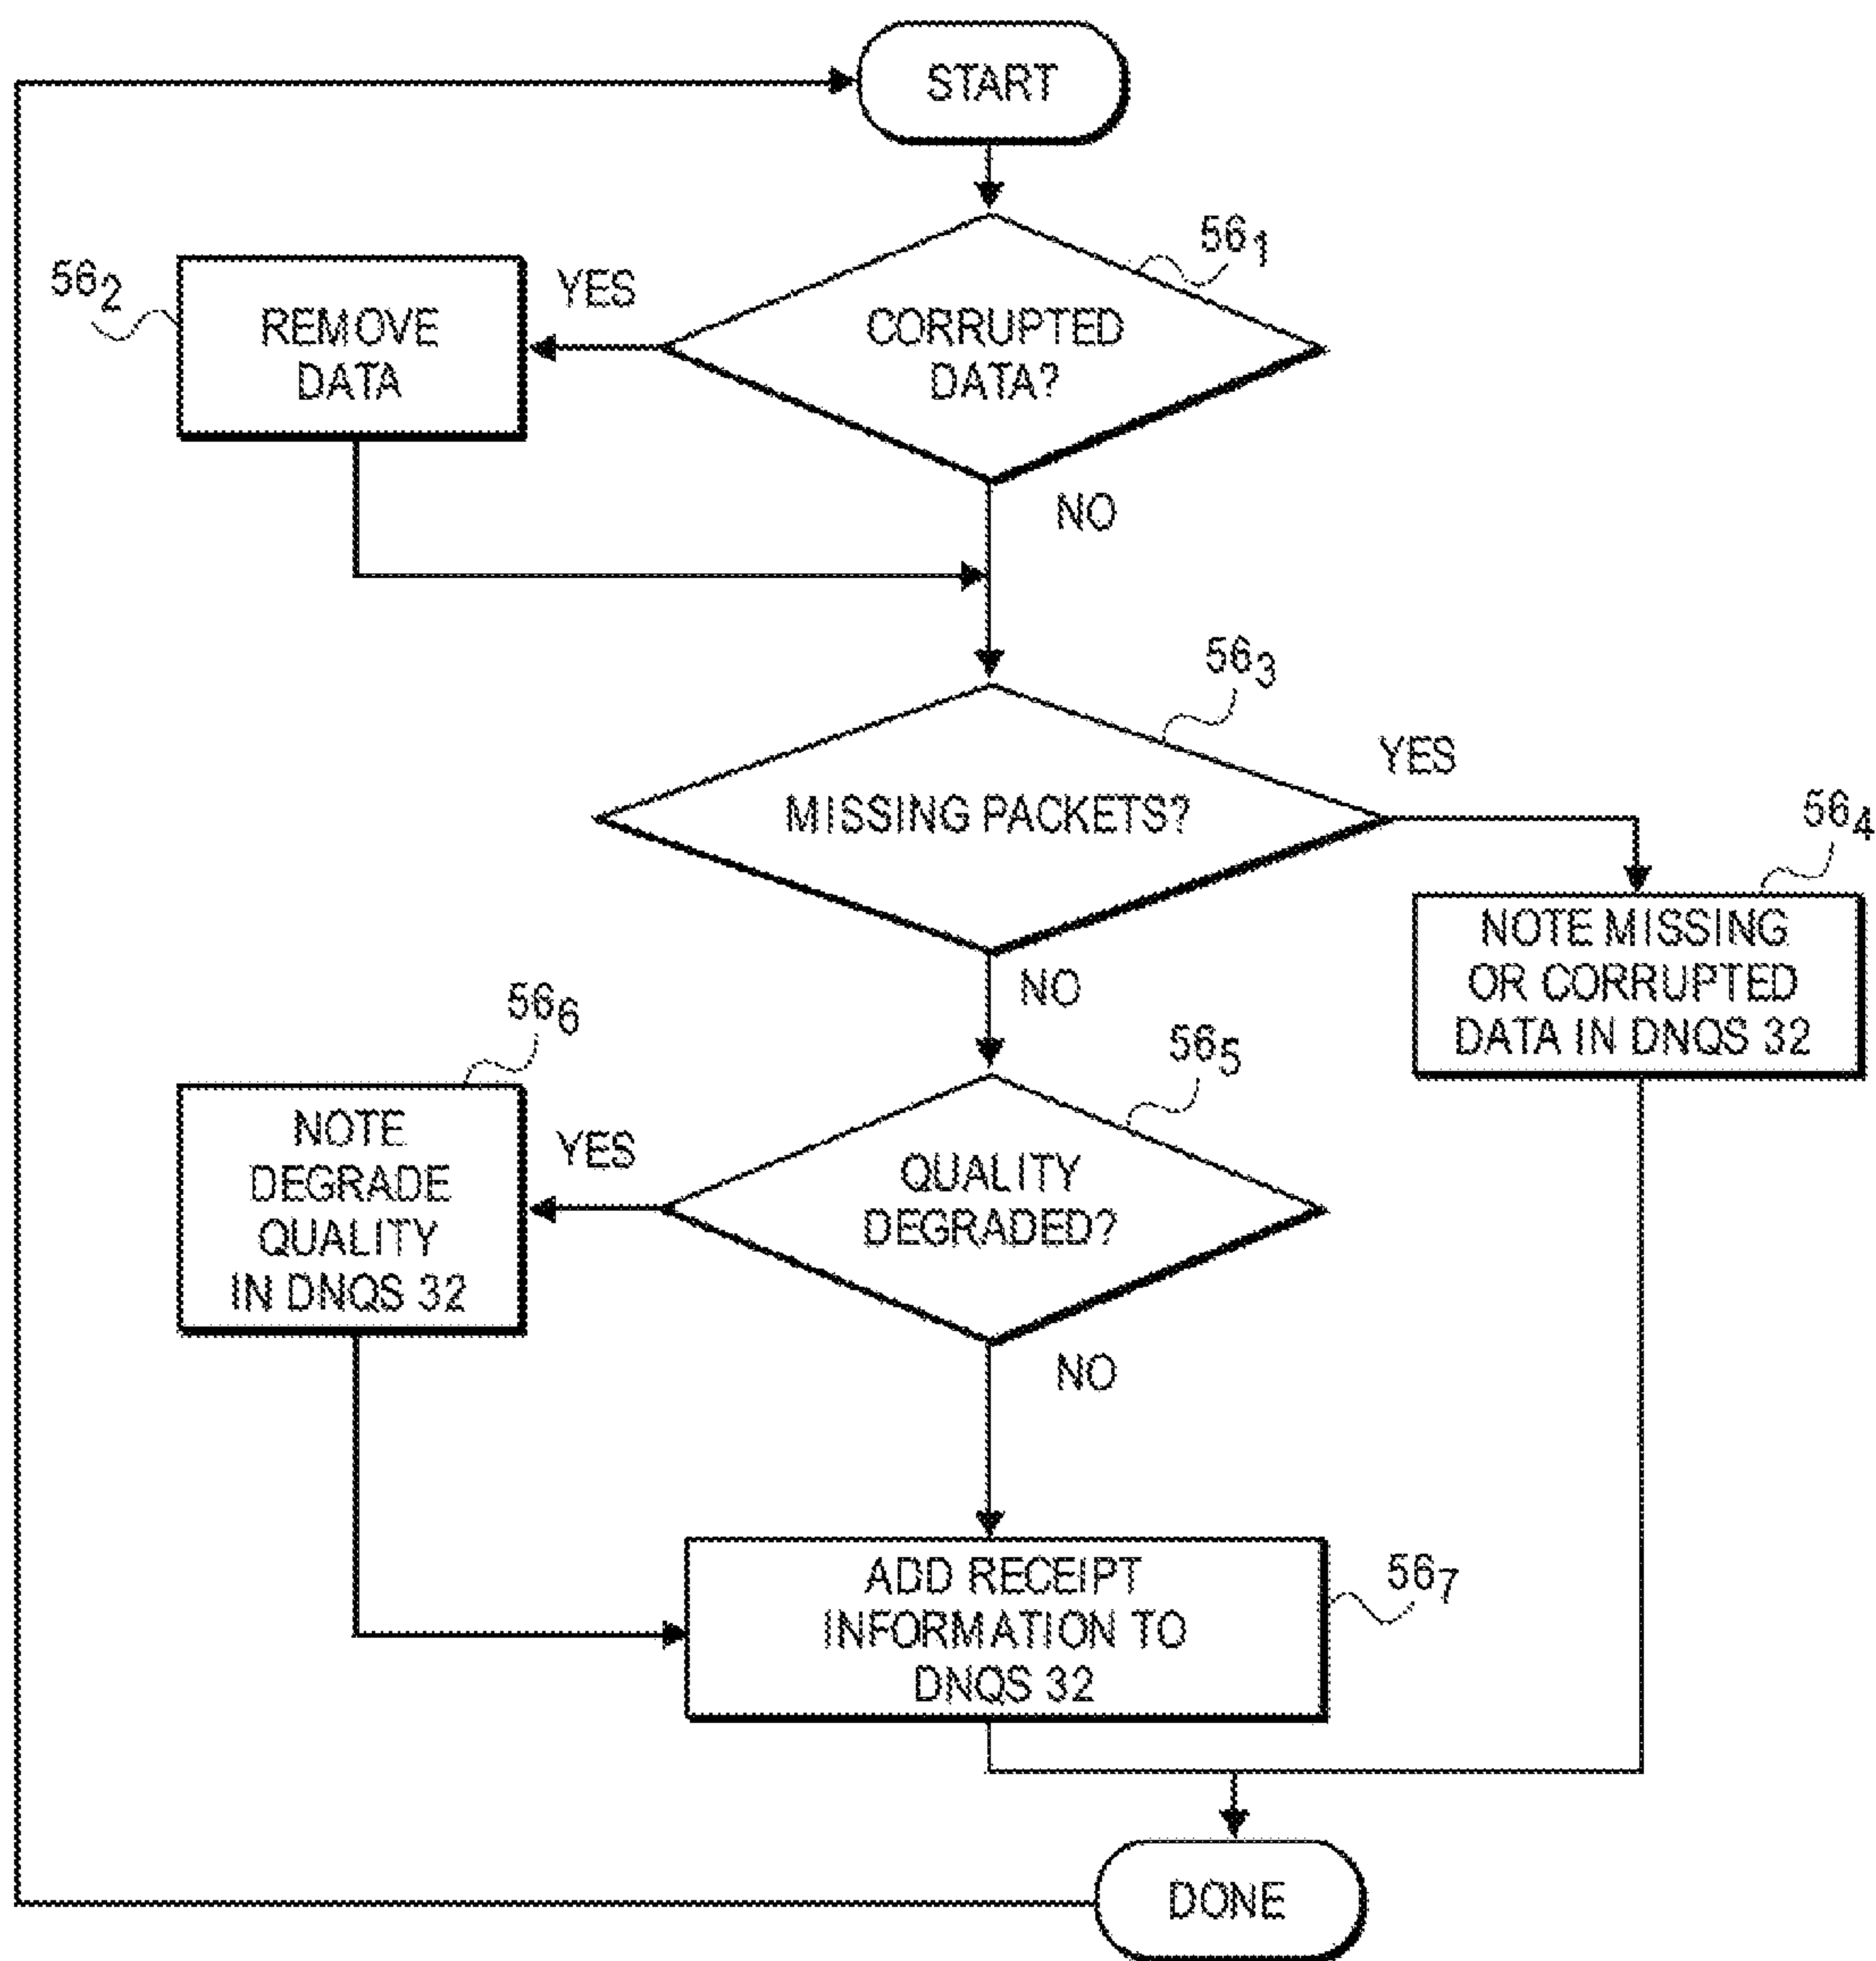 START
56₁
CORRUPTED
DATA?
YES
56₂
REMOVE
DATA
NO
56₃
MISSING PACKETS?
YES
56₄
NOTE MISSING
OR CORRUPTED
DATA IN DNQS 32
NO
56₅
QUALITY
DEGRADED?
YES
56₆
NOTE
DEGRADE
QUALITY
IN DNQS 32
NO
ADD RECEIPT
INFORMATION TO
DNQS 32
56₇
DONE